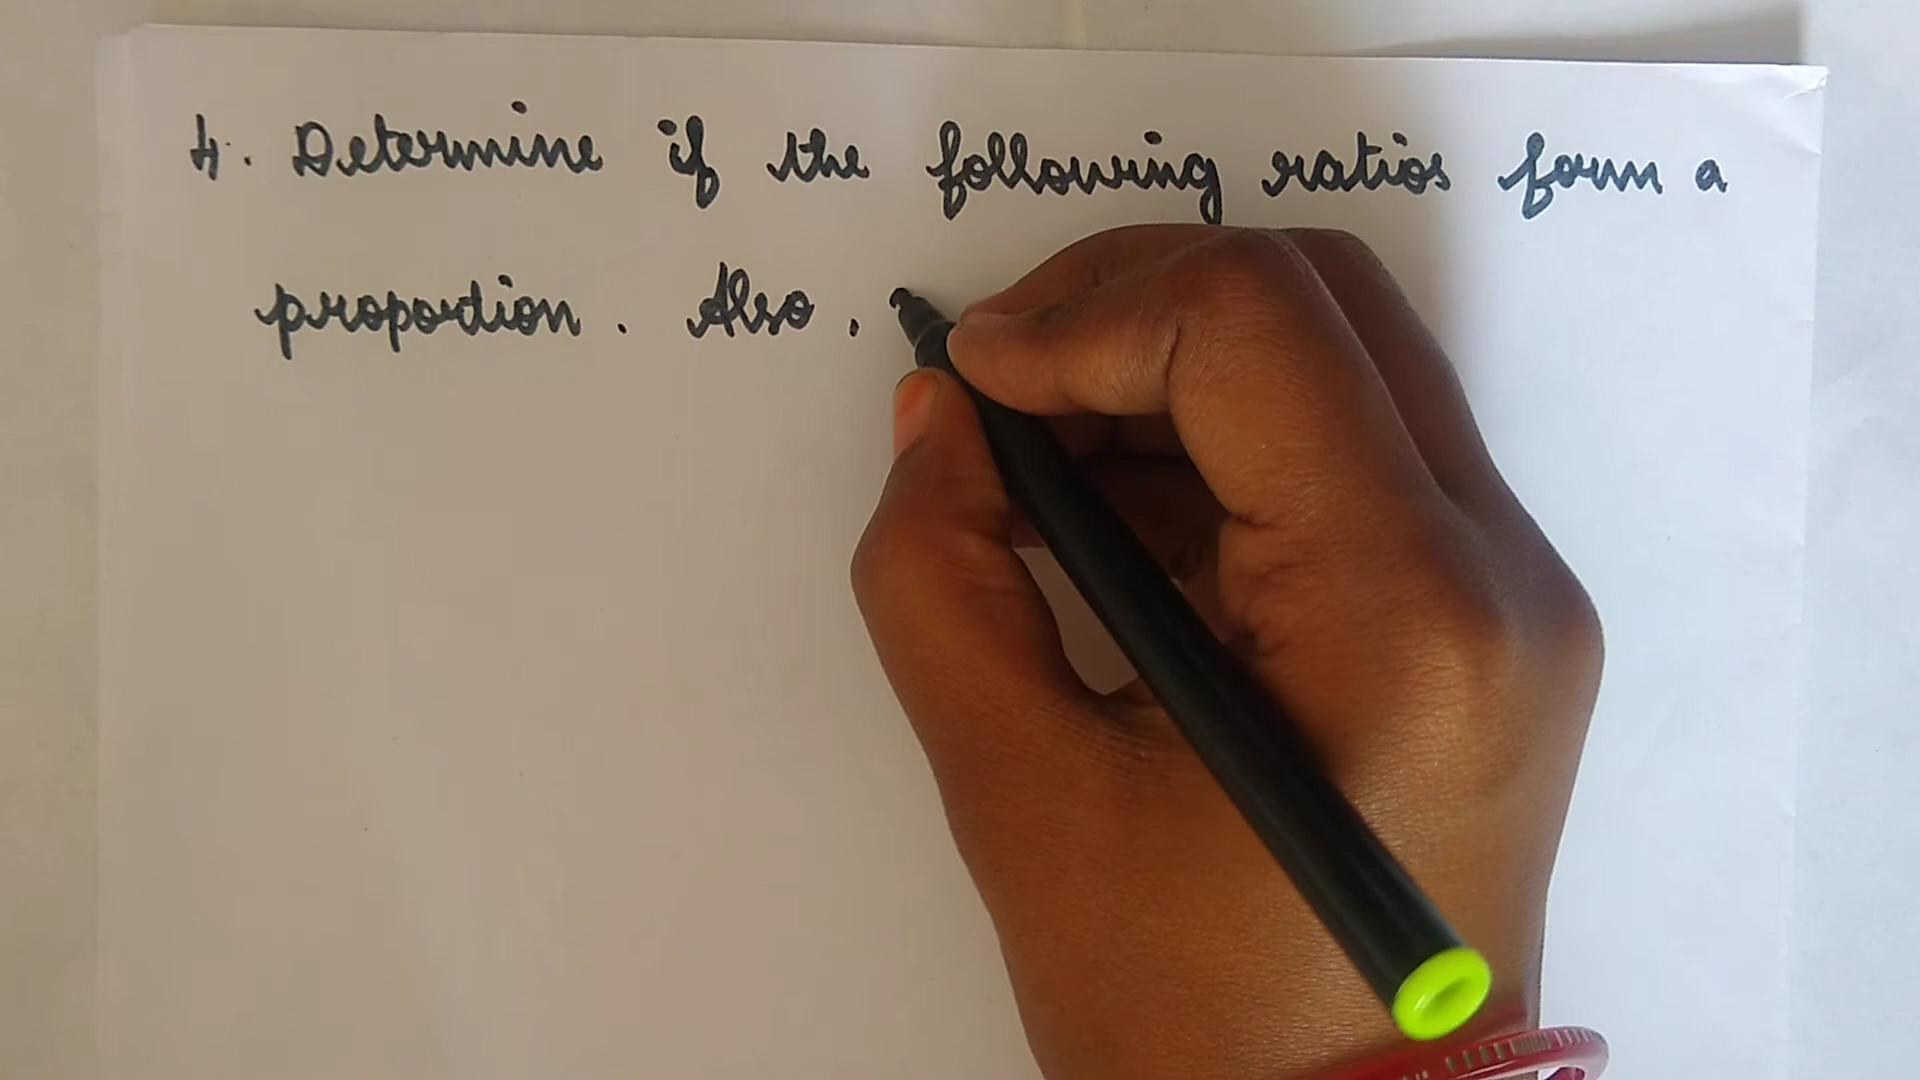 4. Determine if the following ratios form a
proportion. Also,